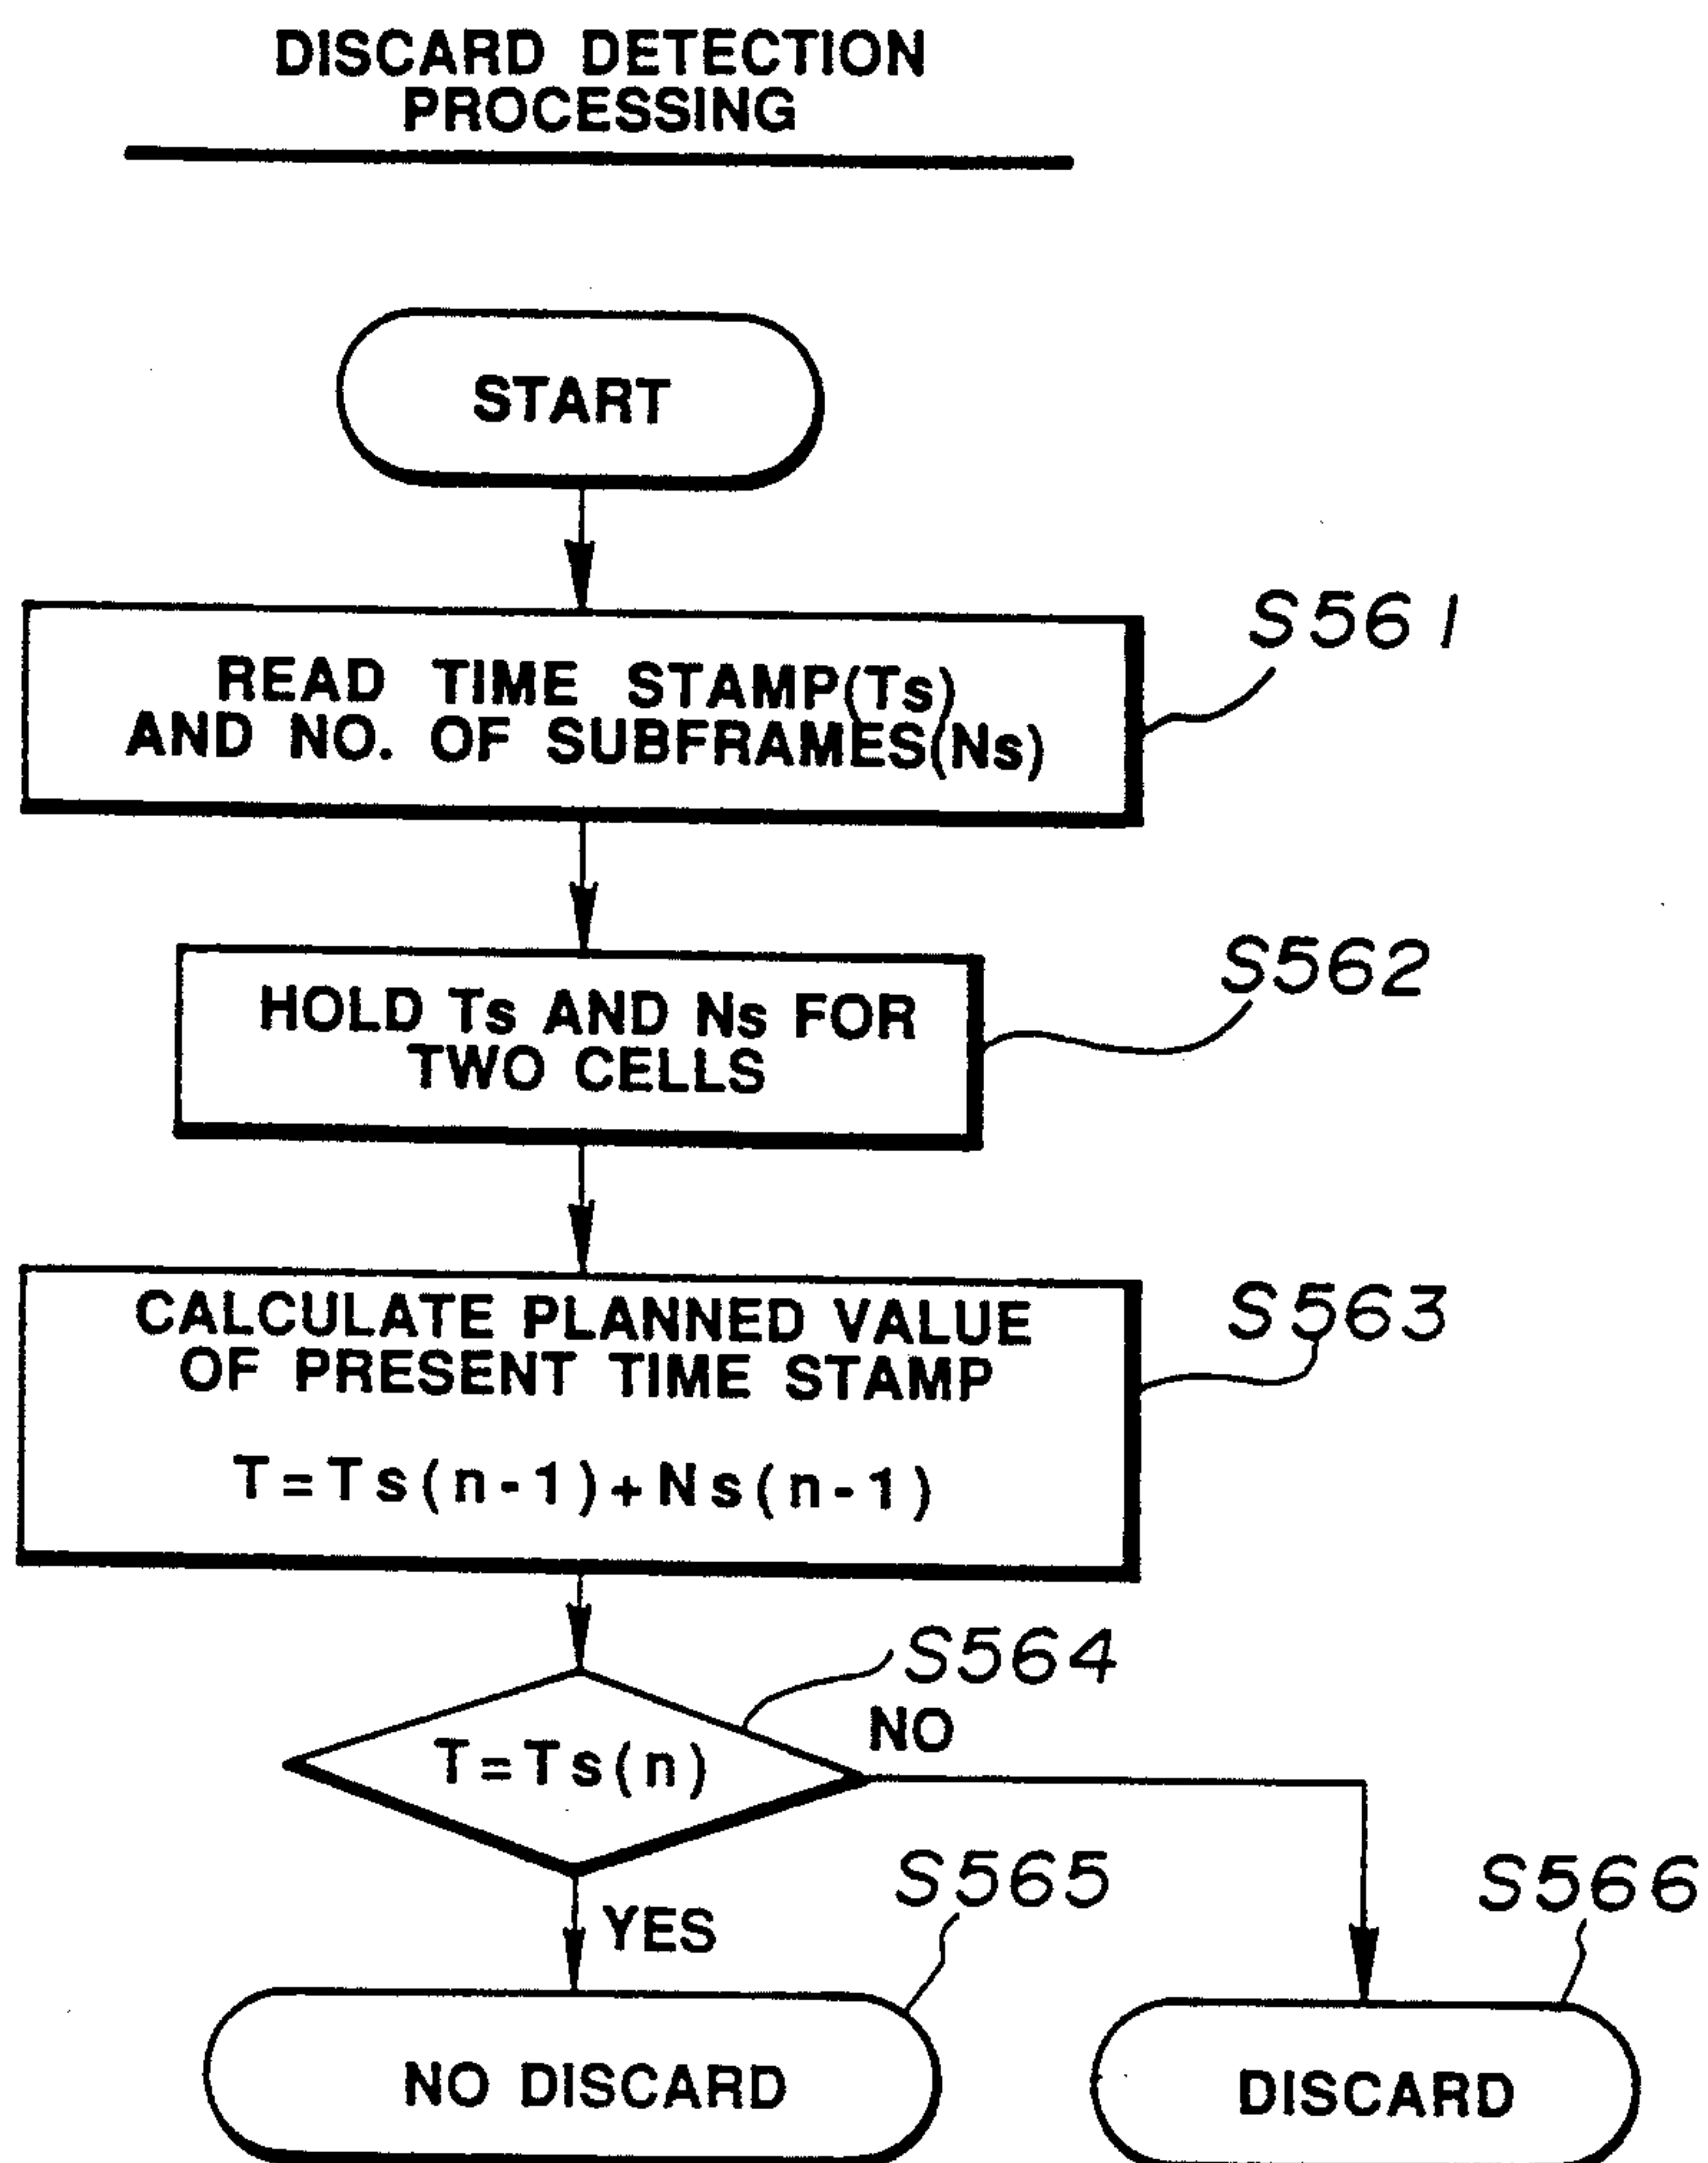 DISCARD DETECTION
PROCESSING
START
READ TIME STAMP(Ts)
AND NO. OF SUBFRAMES(Ns)
S561
HOLD Ts AND Ns FOR
TWO CELLS
S562
CALCULATE PLANNED VALUE
OF PRESENT TIME STAMP
T=Ts(n-1)+Ns(n-1)
S563
S564
T=Ts(n)
NO
YES
S565
S566
NO DISCARD
DISCARD